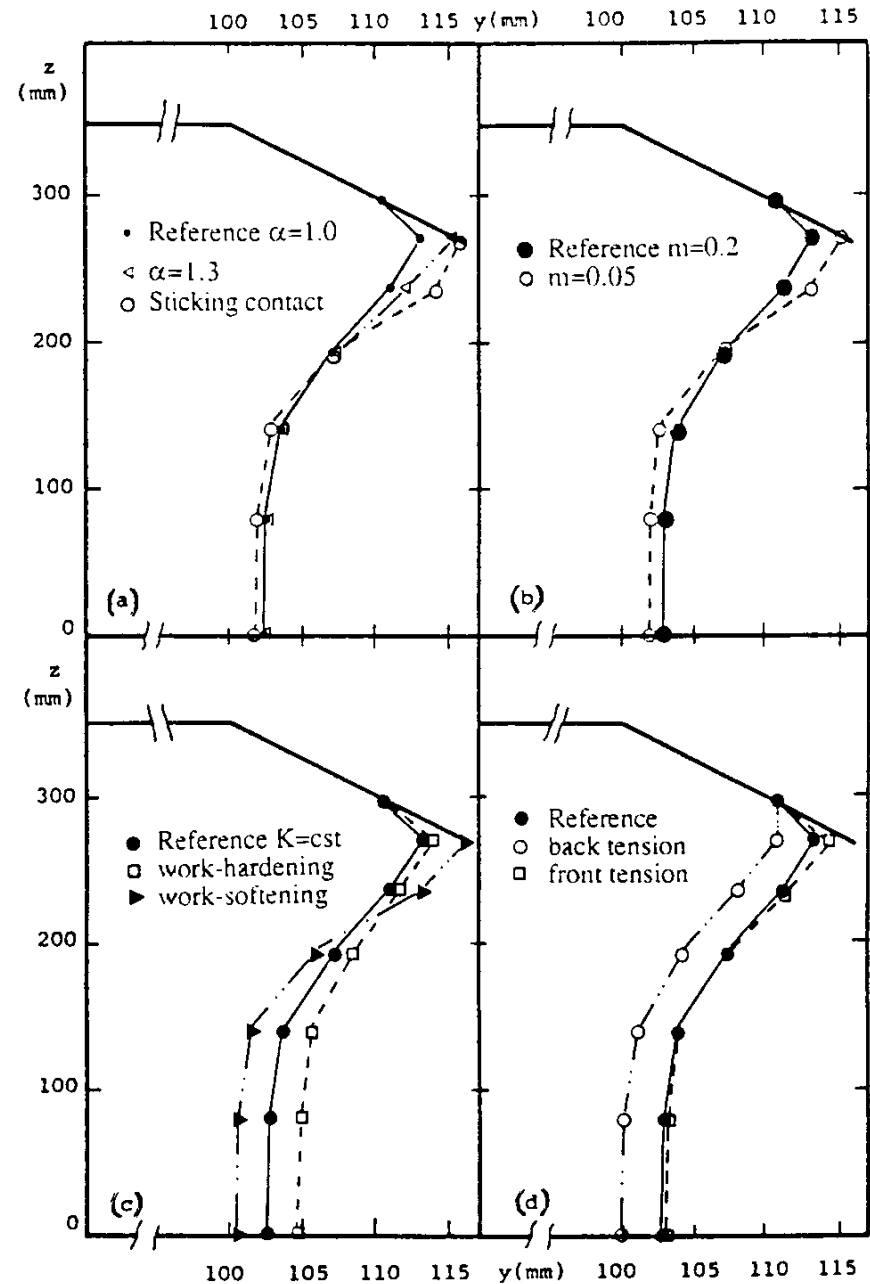 100 105 110 115 y(mm) 100 105 110 115
z
(mm)
300
200
100
0
• Reference α=1.0
◃ α=1.3
○ Sticking contact
(a)
● Reference m=0.2
○ m=0.05
(b)
z
(mm)
300
200
100
0
● Reference K=cst
□ work-hardening
▶ work-softening
(c)
● Reference
○ back tension
□ front tension
(d)
100 105 110 115 y(mm) 100 105 110 115